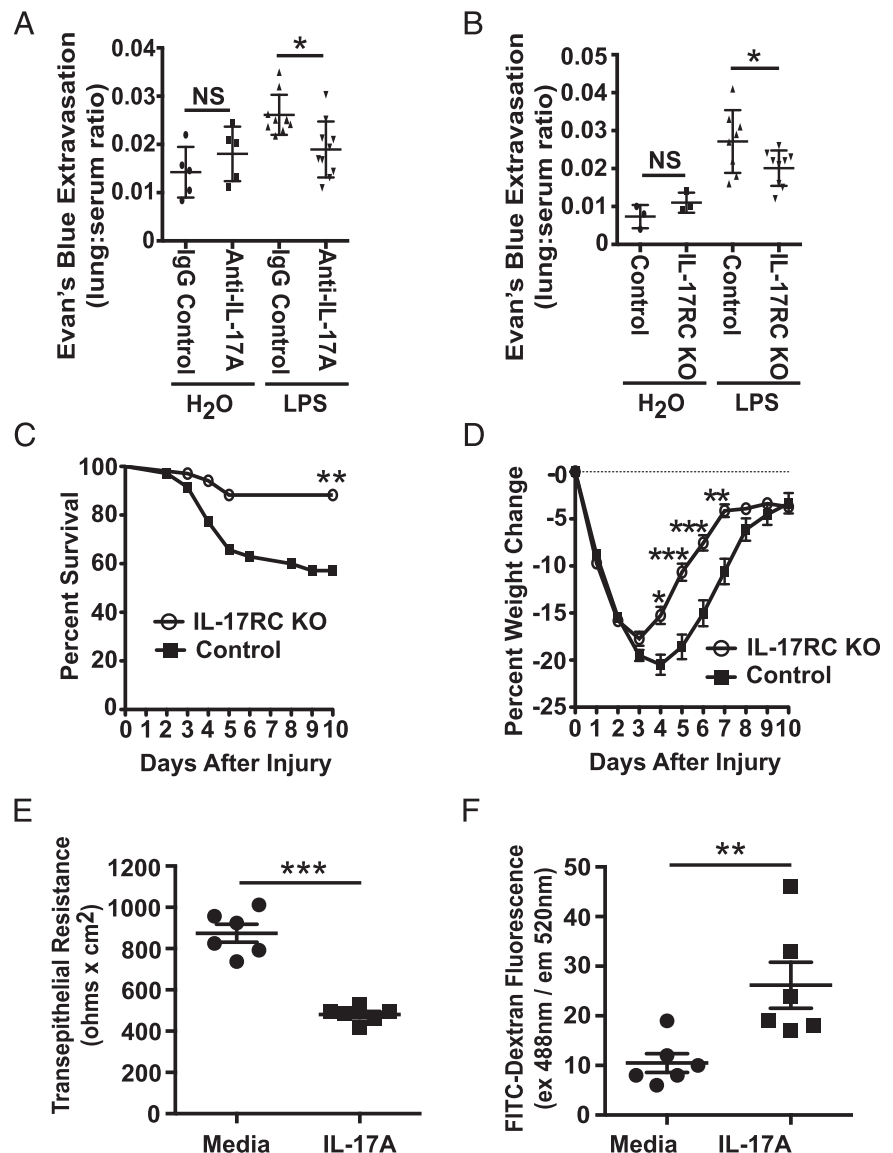 A
Evan's Blue Extravasation
(lung:serum ratio)
0.04
0.03
0.02
0.01
0
NS
*
IgG Control
Anti-IL-17A
IgG Control
Anti-IL-17A
H2O
LPS
B
Evan's Blue Extravasation
(lung:serum ratio)
0.05
0.04
0.03
0.02
0.01
0
NS
*
Control
IL-17RC KO
Control
IL-17RC KO
H2O
LPS
C
Percent Survival
100
80
60
40
20
0
**
IL-17RC KO
Control
0 1 2 3 4 5 6 7 8 9 10
Days After Injury
D
Percent Weight Change
-0
-5
-10
-15
-20
-25
*
***
***
**
IL-17RC KO
Control
0 1 2 3 4 5 6 7 8 9 10
Days After Injury
E
Transepithelial Resistance
(ohms x cm2)
1200
1000
800
600
400
200
0
***
Media
IL-17A
F
FITC-Dextran Fluorescence
(ex 488nm / em 520nm)
50
40
30
20
10
0
**
Media
IL-17A